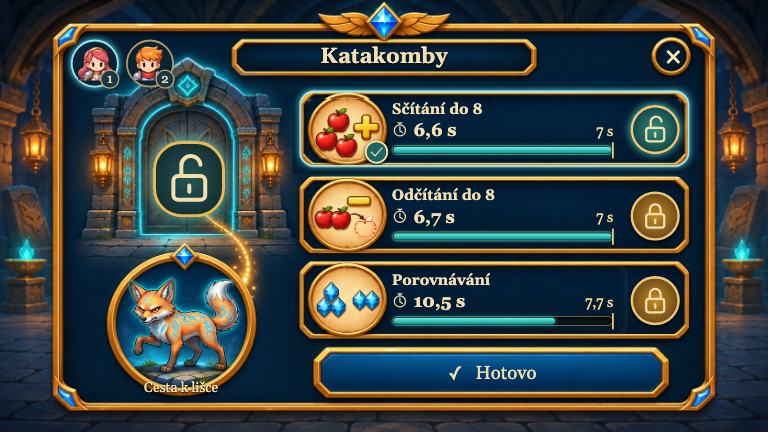 Katakomby
1
2
Sčítání do 8
6,6 s
7 s
Odčítání do 8
6,7 s
7 s
Porovnávání
10,5 s
7,7 s
Cesta k lišce
Hotovo